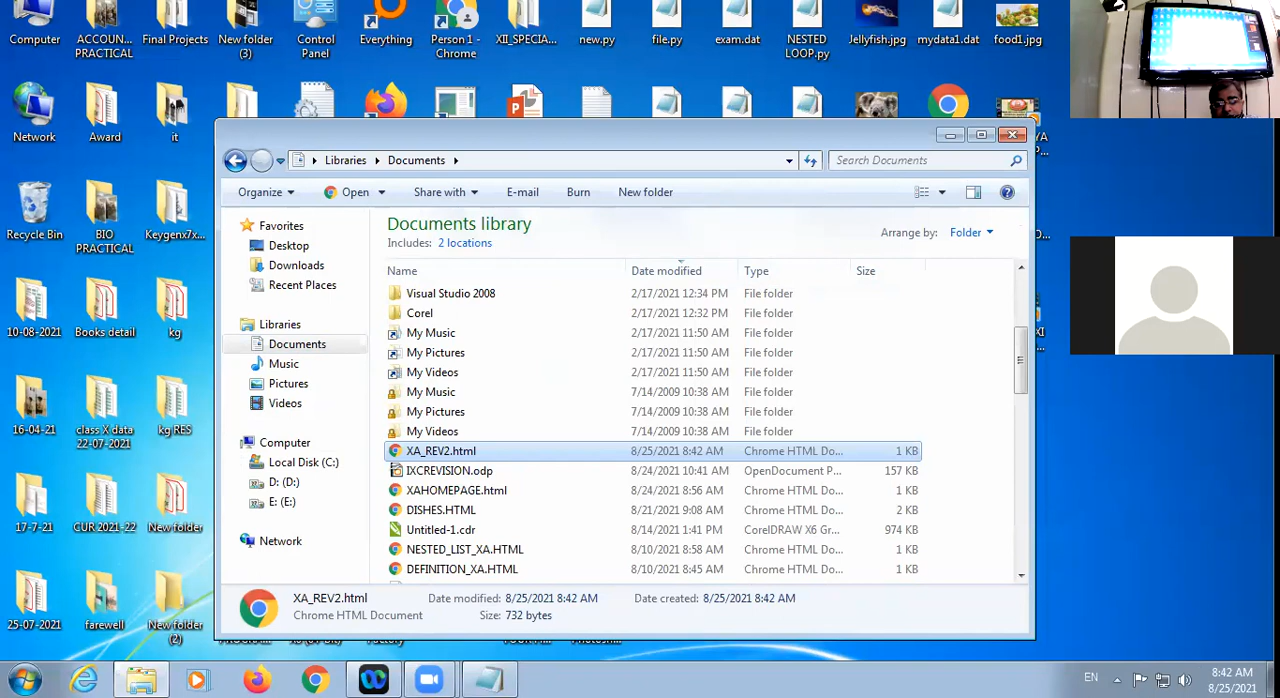 Computer
ACCOUN...
PRACTICAL
Final Projects
New folder
(3)
Control
Panel
Everything
Person 1 -
Chrome
XII_SPECIA...
new.py
file.py
exam.dat
NESTED
LOOP.py
Jellyfish.jpg
mydata1.dat
food1.jpg
Network
Award
it
Recycle Bin
BIO
PRACTICAL
Keygenx7x...
10-08-2021
Books detail
kg
16-04-21
class X data
22-07-2021
kg RES
17-7-21
CUR 2021-22
New folder
25-07-2021
farewell
New folder
(2)
Libraries
Documents
Search Documents
Organize
Open
Share with
E-mail
Burn
New folder
Favorites
Desktop
Downloads
Recent Places
Libraries
Documents
Music
Pictures
Videos
Computer
Local Disk (C:)
D: (D:)
E: (E:)
Network
Documents library
Includes: 2 locations
Arrange by: Folder
Name Date modified Type Size
Visual Studio 2008 2/17/2021 12:34 PM File folder
Corel 2/17/2021 12:32 PM File folder
My Music 2/17/2021 11:50 AM File folder
My Pictures 2/17/2021 11:50 AM File folder
My Videos 2/17/2021 11:50 AM File folder
My Music 7/14/2009 10:38 AM File folder
My Pictures 7/14/2009 10:38 AM File folder
My Videos 7/14/2009 10:38 AM File folder
XA_REV2.html 8/25/2021 8:42 AM Chrome HTML Do... 1 KB
IXCREVISION.odp 8/24/2021 10:41 AM OpenDocument P... 157 KB
XAHOMEPAGE.html 8/24/2021 8:56 AM Chrome HTML Do... 1 KB
DISHES.HTML 8/21/2021 9:08 AM Chrome HTML Do... 2 KB
Untitled-1.cdr 8/14/2021 1:41 PM CorelDRAW X6 Gr... 974 KB
NESTED_LIST_XA.HTML 8/10/2021 8:58 AM Chrome HTML Do... 1 KB
DEFINITION_XA.HTML 8/10/2021 8:45 AM Chrome HTML Do... 1 KB
XA_REV2.html Date modified: 8/25/2021 8:42 AM Date created: 8/25/2021 8:42 AM
Chrome HTML Document Size: 732 bytes
EN
8:42 AM
8/25/2021